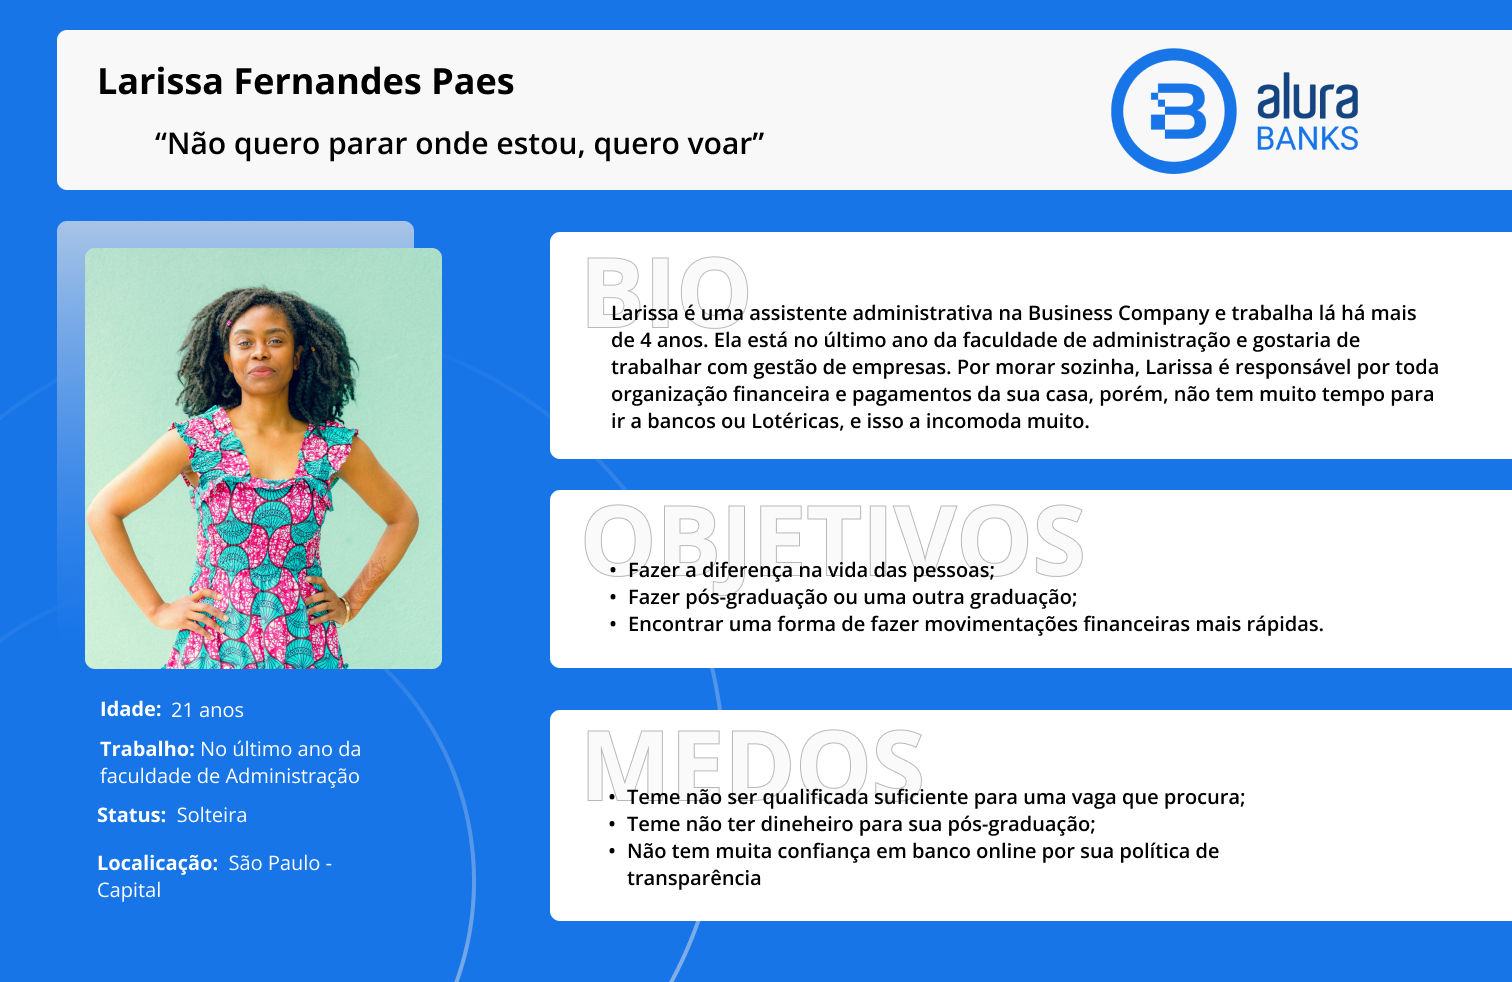 Larissa Fernandes Paes
“Não quero parar onde estou, quero voar”
alura
BANKS
BIO
Larissa é uma assistente administrativa na Business Company e trabalha lá há mais
de 4 anos. Ela está no último ano da faculdade de administração e gostaria de
trabalhar com gestão de empresas. Por morar sozinha, Larissa é responsável por toda
organização financeira e pagamentos da sua casa, porém, não tem muito tempo para
ir a bancos ou Lotéricas, e isso a incomoda muito.
OBJETIVOS
• Fazer a diferença na vida das pessoas;
• Fazer pós-graduação ou uma outra graduação;
• Encontrar uma forma de fazer movimentações financeiras mais rápidas.
MEDOS
• Teme não ser qualificada suficiente para uma vaga que procura;
• Teme não ter dineheiro para sua pós-graduação;
• Não tem muita confiança em banco online por sua política de
transparência
Idade: 21 anos
Trabalho: No último ano da
faculdade de Administração
Status: Solteira
Localicação: São Paulo -
Capital